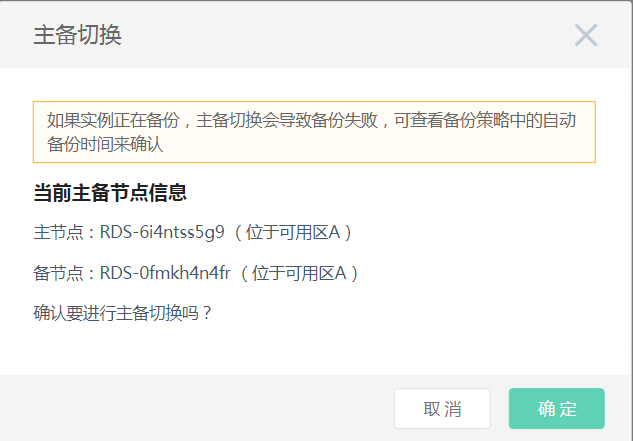 主备切换
如果实例正在备份，主备切换会导致备份失败，可查看备份策略中的自动
备份时间来确认
当前主备节点信息
主节点：RDS-6i4ntss5g9（位于可用区A）
备节点：RDS-0fmkh4n4fr（位于可用区A）
确认要进行主备切换吗？
取消 确定